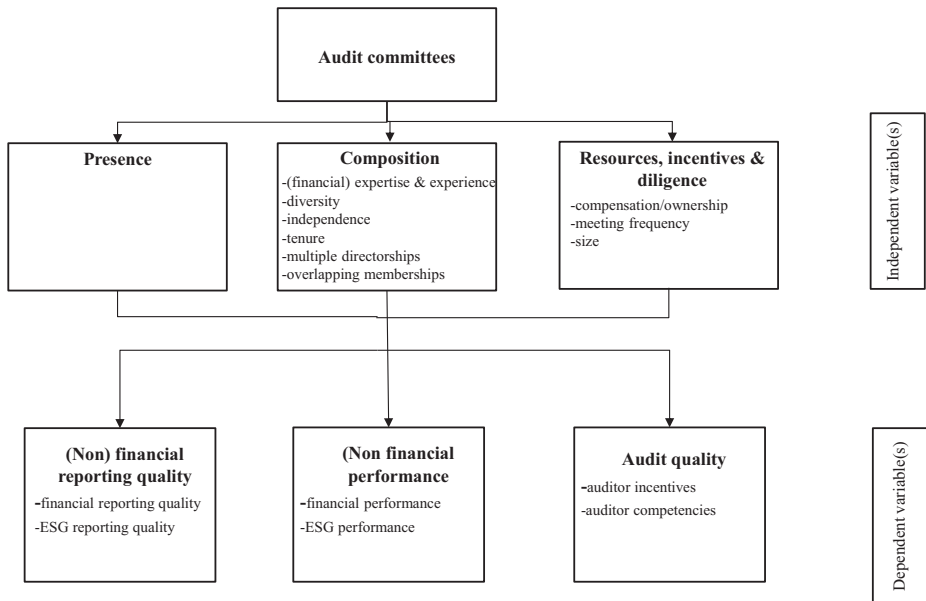 Audit committees
Presence
Composition
-(financial) expertise & experience
-diversity
-independence
-tenure
-multiple directorships
-overlapping memberships
Resources, incentives &
diligence
-compensation/ownership
-meeting frequency
-size
Independent variable(s)
(Non) financial
reporting quality
-financial reporting quality
-ESG reporting quality
(Non financial
performance
-financial performance
-ESG performance
Audit quality
-auditor incentives
-auditor competencies
Dependent variable(s)